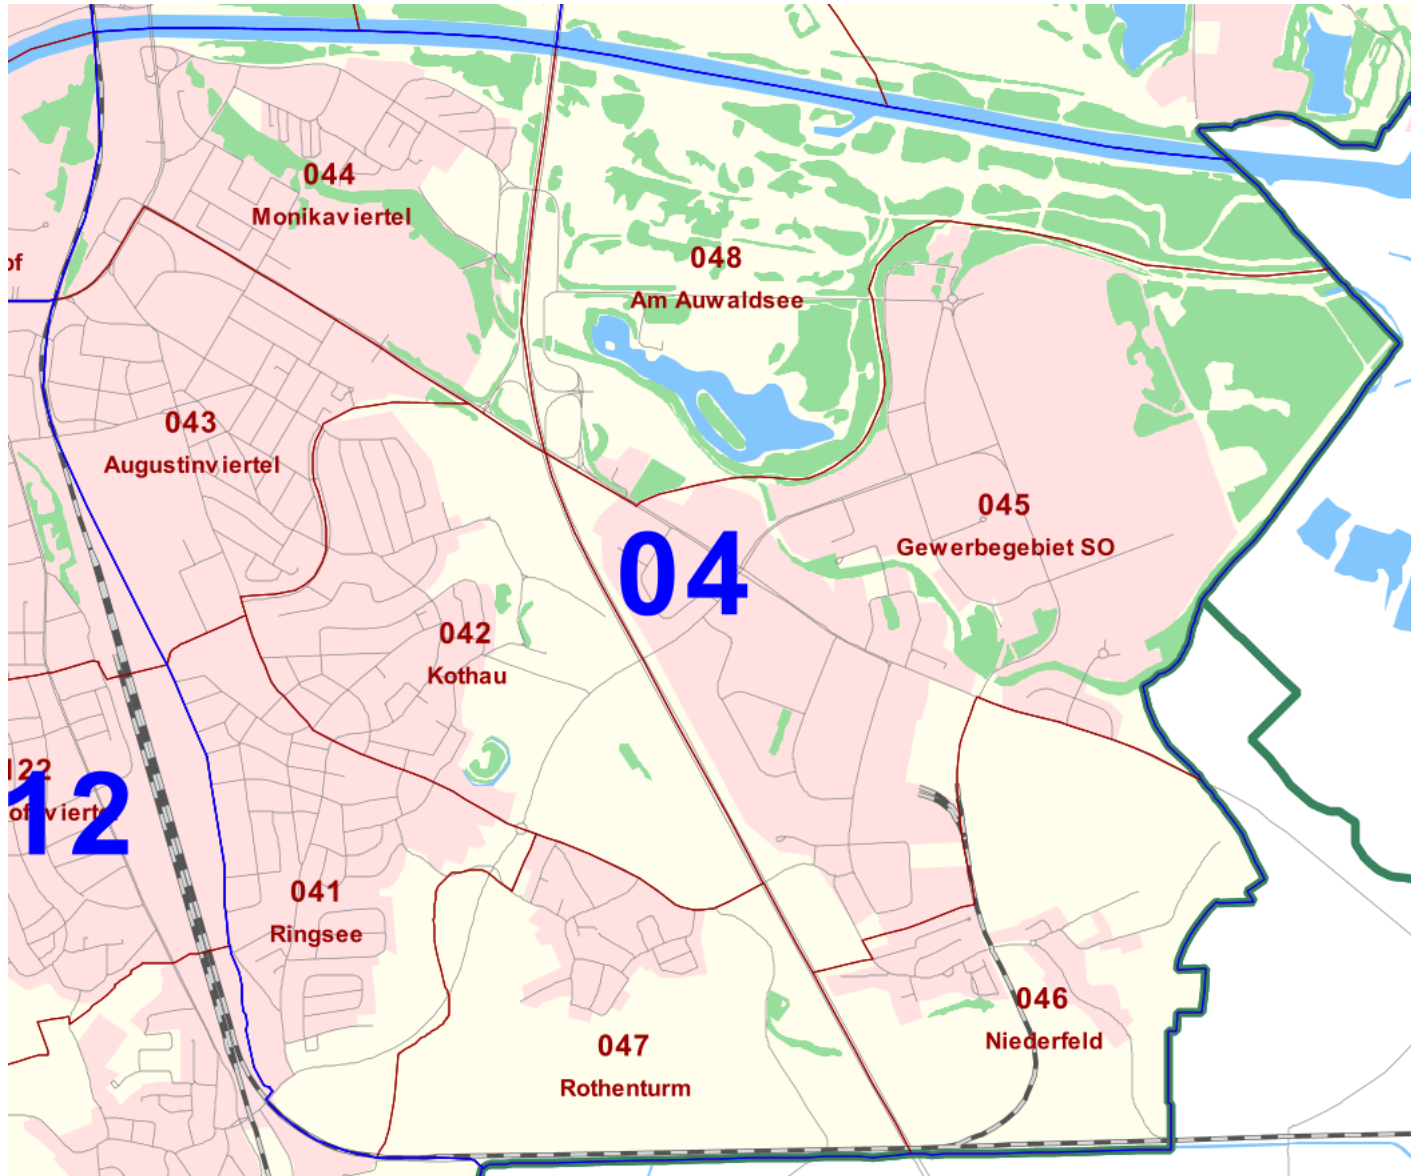 044
Monikaviertel
048
Am Auwaldsee
043
Augustinviertel
045
Gewerbegebiet SO
04
042
Kothau
12
041
Ringsee
046
Niederfeld
047
Rothenturm